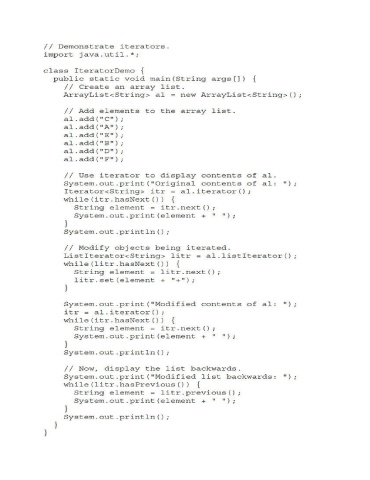 // Demonstrate iterators.
import java.util.*;

class IteratorDemo {
  public static void main(String args[]) {
    // Create an array list.
    ArrayList<String> al = new ArrayList<String>();

    // Add elements to the array list.
    al.add("C");
    al.add("A");
    al.add("E");
    al.add("B");
    al.add("D");
    al.add("F");

    // Use iterator to display contents of al.
    System.out.print("Original contents of al: ");
    Iterator<String> itr = al.iterator();
    while(itr.hasNext()) {
      String element = itr.next();
      System.out.print(element + " ");
    }
    System.out.println();

    // Modify objects being iterated.
    ListIterator<String> litr = al.listIterator();
    while(litr.hasNext()) {
      String element = litr.next();
      litr.set(element + "+");
    }

    System.out.print("Modified contents of al: ");
    itr = al.iterator();
    while(itr.hasNext()) {
      String element = itr.next();
      System.out.print(element + " ");
    }
    System.out.println();

    // Now, display the list backwards.
    System.out.print("Modified list backwards: ");
    while(litr.hasPrevious()) {
      String element = litr.previous();
      System.out.print(element + " ");
    }
    System.out.println();
  }
}